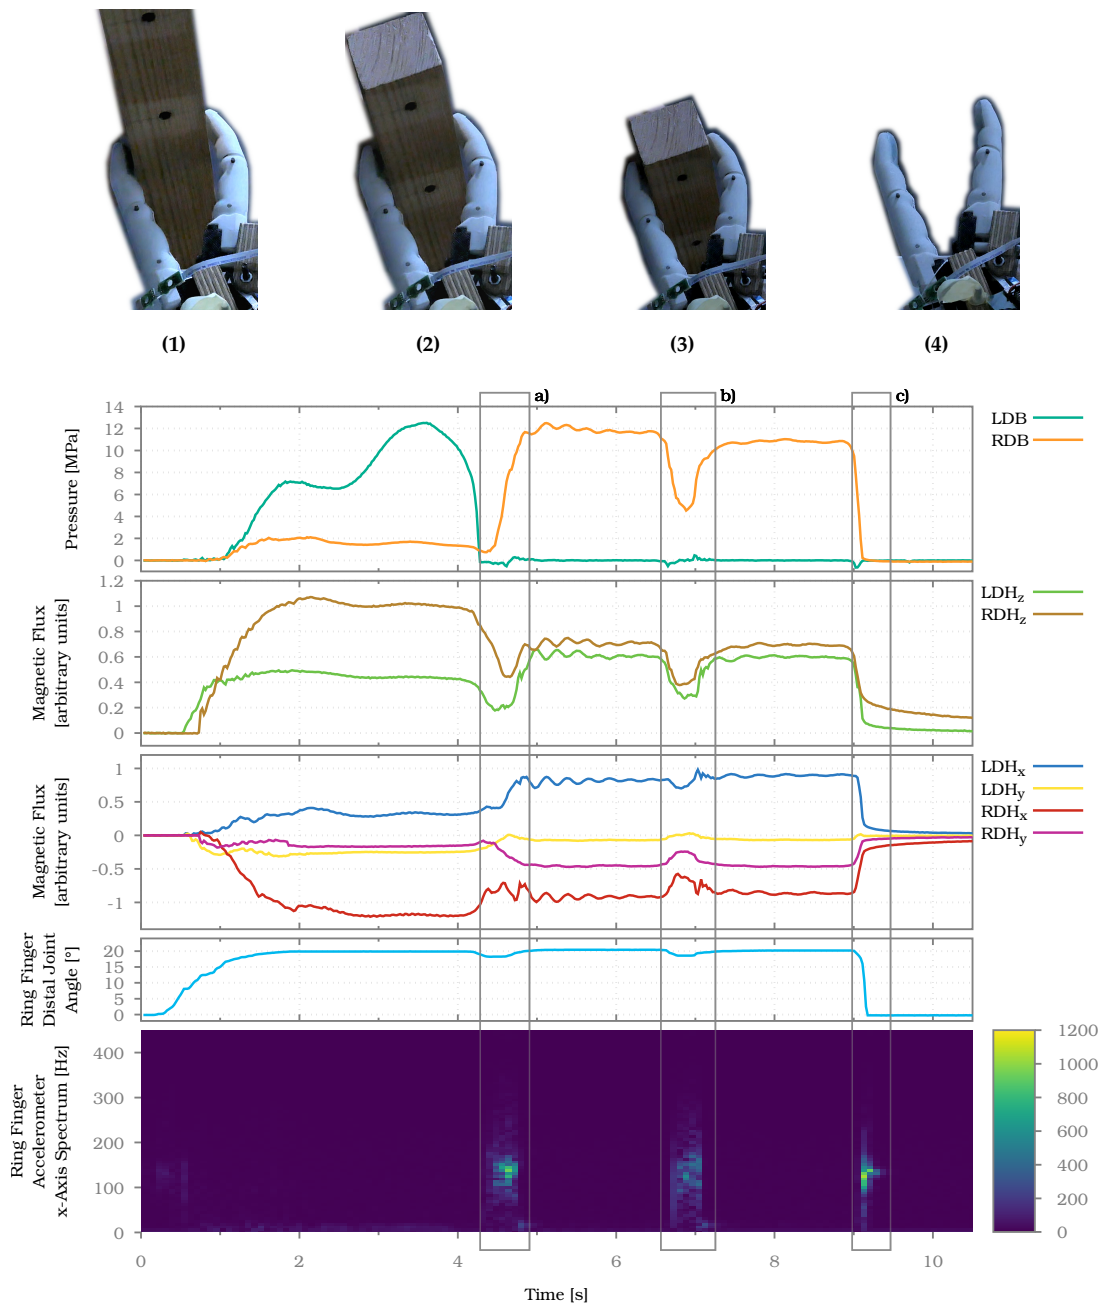 (1) (2) (3) (4)
a) b) c)
Pressure [MPa]
14
12
10
8
6
4
2
0
LDB
RDB
Magnetic Flux
[arbitrary units]
1.2
1
0.8
0.6
0.4
0.2
0
LDHz
RDHz
Magnetic Flux
[arbitrary units]
1
0.5
0
-0.5
-1
LDHx
LDHy
RDHx
RDHy
Ring Finger
Distal Joint
Angle [°]
20
15
10
5
0
Ring Finger
Accelerometer
x-Axis Spectrum [Hz]
400
300
200
100
0
1200
1000
800
600
400
200
0
0 2 4 6 8 10
Time [s]